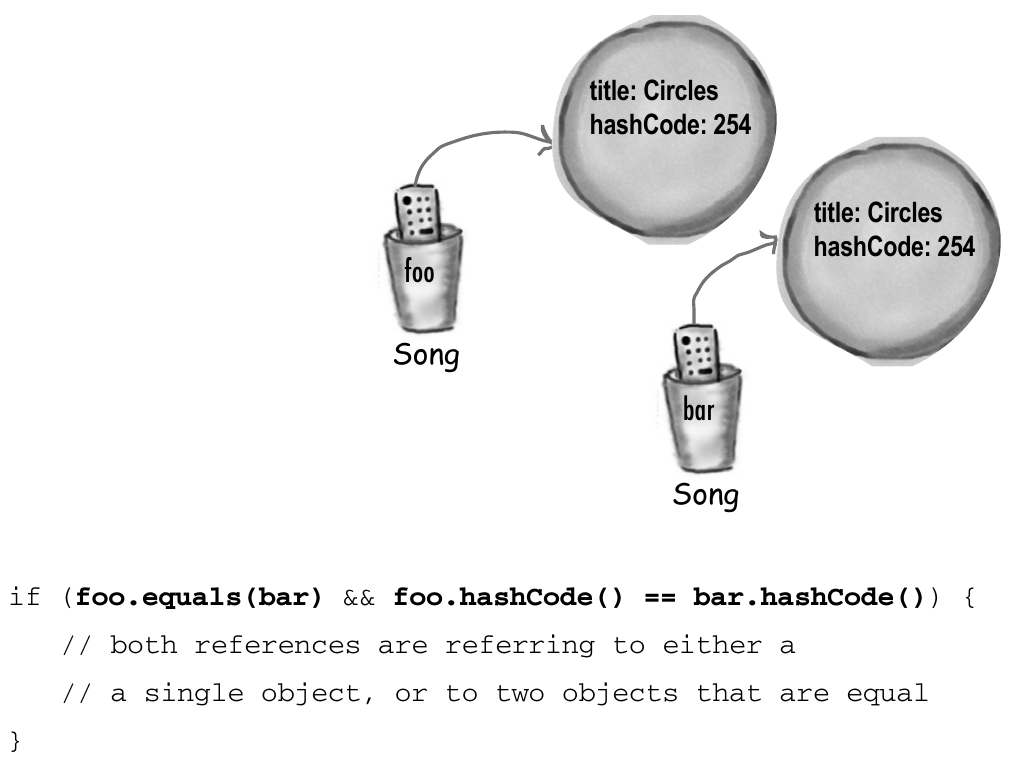 title: Circles
hashCode: 254
title: Circles
hashCode: 254
foo
Song
bar
Song
if (foo.equals(bar) && foo.hashCode() == bar.hashCode()) {
// both references are referring to either a
// a single object, or to two objects that are equal
}